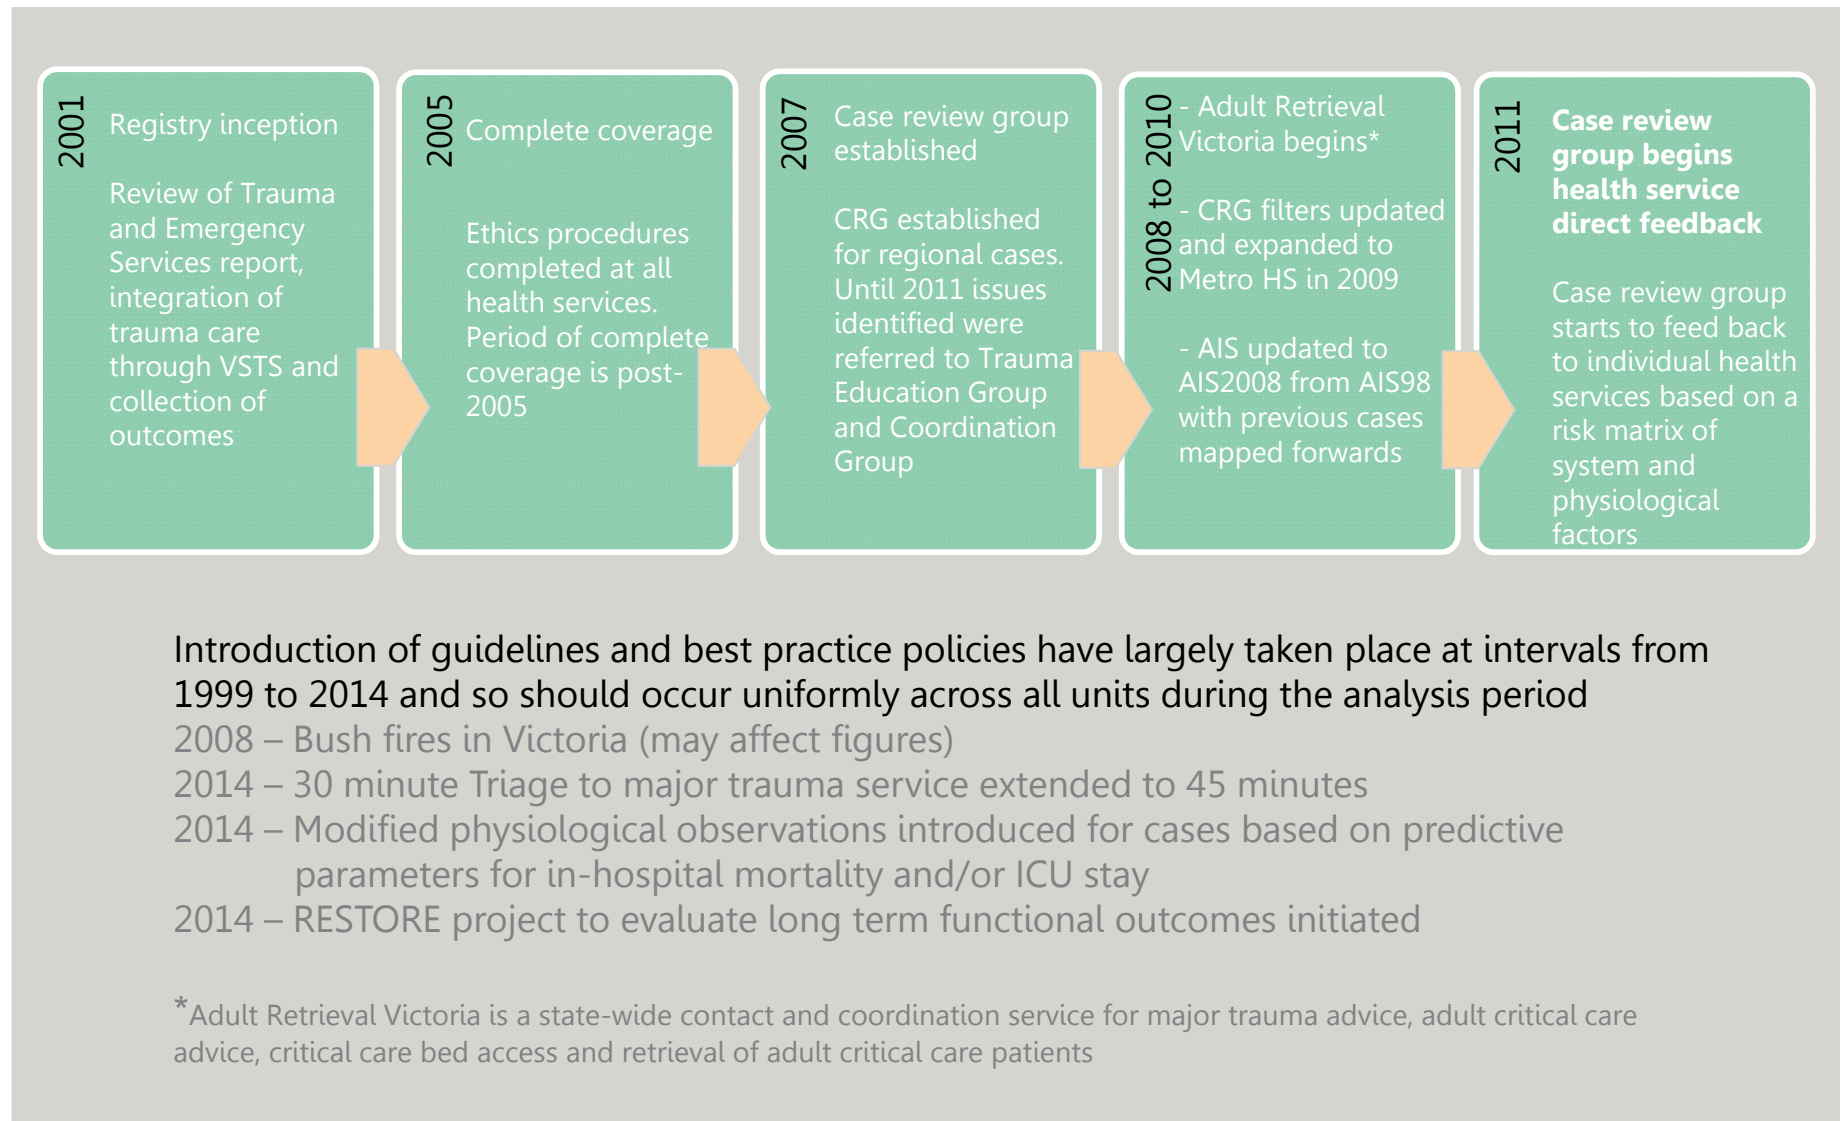 2001
Registry inception
Review of Trauma
and Emergency
Services report,
integration of
trauma care
through VSTS and
collection of
outcomes
2005
Complete coverage
Ethics procedures
completed at all
health services.
Period of complete
coverage is post-
2005
2007
Case review group
established
CRG established
for regional cases.
Until 2011 issues
identified were
referred to Trauma
Education Group
and Coordination
Group
2008 to 2010
- Adult Retrieval
Victoria begins*
- CRG filters updated
and expanded to
Metro HS in 2009
- AIS updated to
AIS2008 from AIS98
with previous cases
mapped forwards
2011
Case review
group begins
health service
direct feedback
Case review group
starts to feed back
to individual health
services based on a
risk matrix of
system and
physiological
factors
Introduction of guidelines and best practice policies have largely taken place at intervals from
1999 to 2014 and so should occur uniformly across all units during the analysis period
2008 – Bush fires in Victoria (may affect figures)
2014 – 30 minute Triage to major trauma service extended to 45 minutes
2014 – Modified physiological observations introduced for cases based on predictive
parameters for in-hospital mortality and/or ICU stay
2014 – RESTORE project to evaluate long term functional outcomes initiated
*Adult Retrieval Victoria is a state-wide contact and coordination service for major trauma advice, adult critical care
advice, critical care bed access and retrieval of adult critical care patients